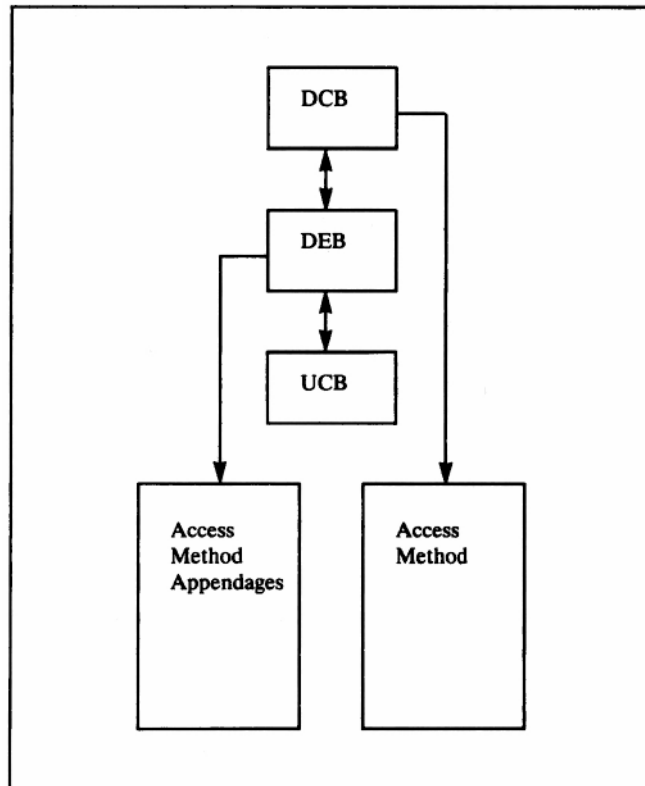 DCB
DEB
UCB
Access
Method
Appendages
Access
Method